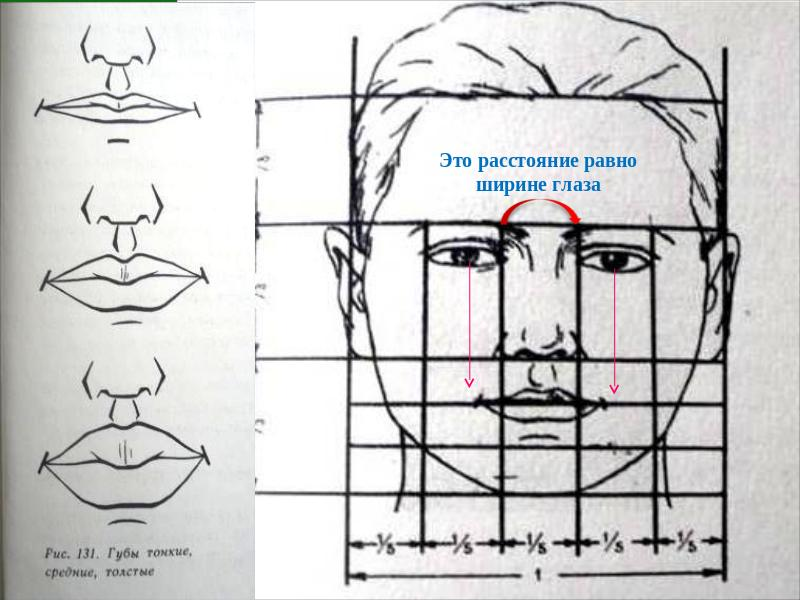 Это расстояние равно
ширине глаза
Рис. 131. Губы тонкие,
средние, толстые
1/5 1/5 1/5 1/5 1/5
1